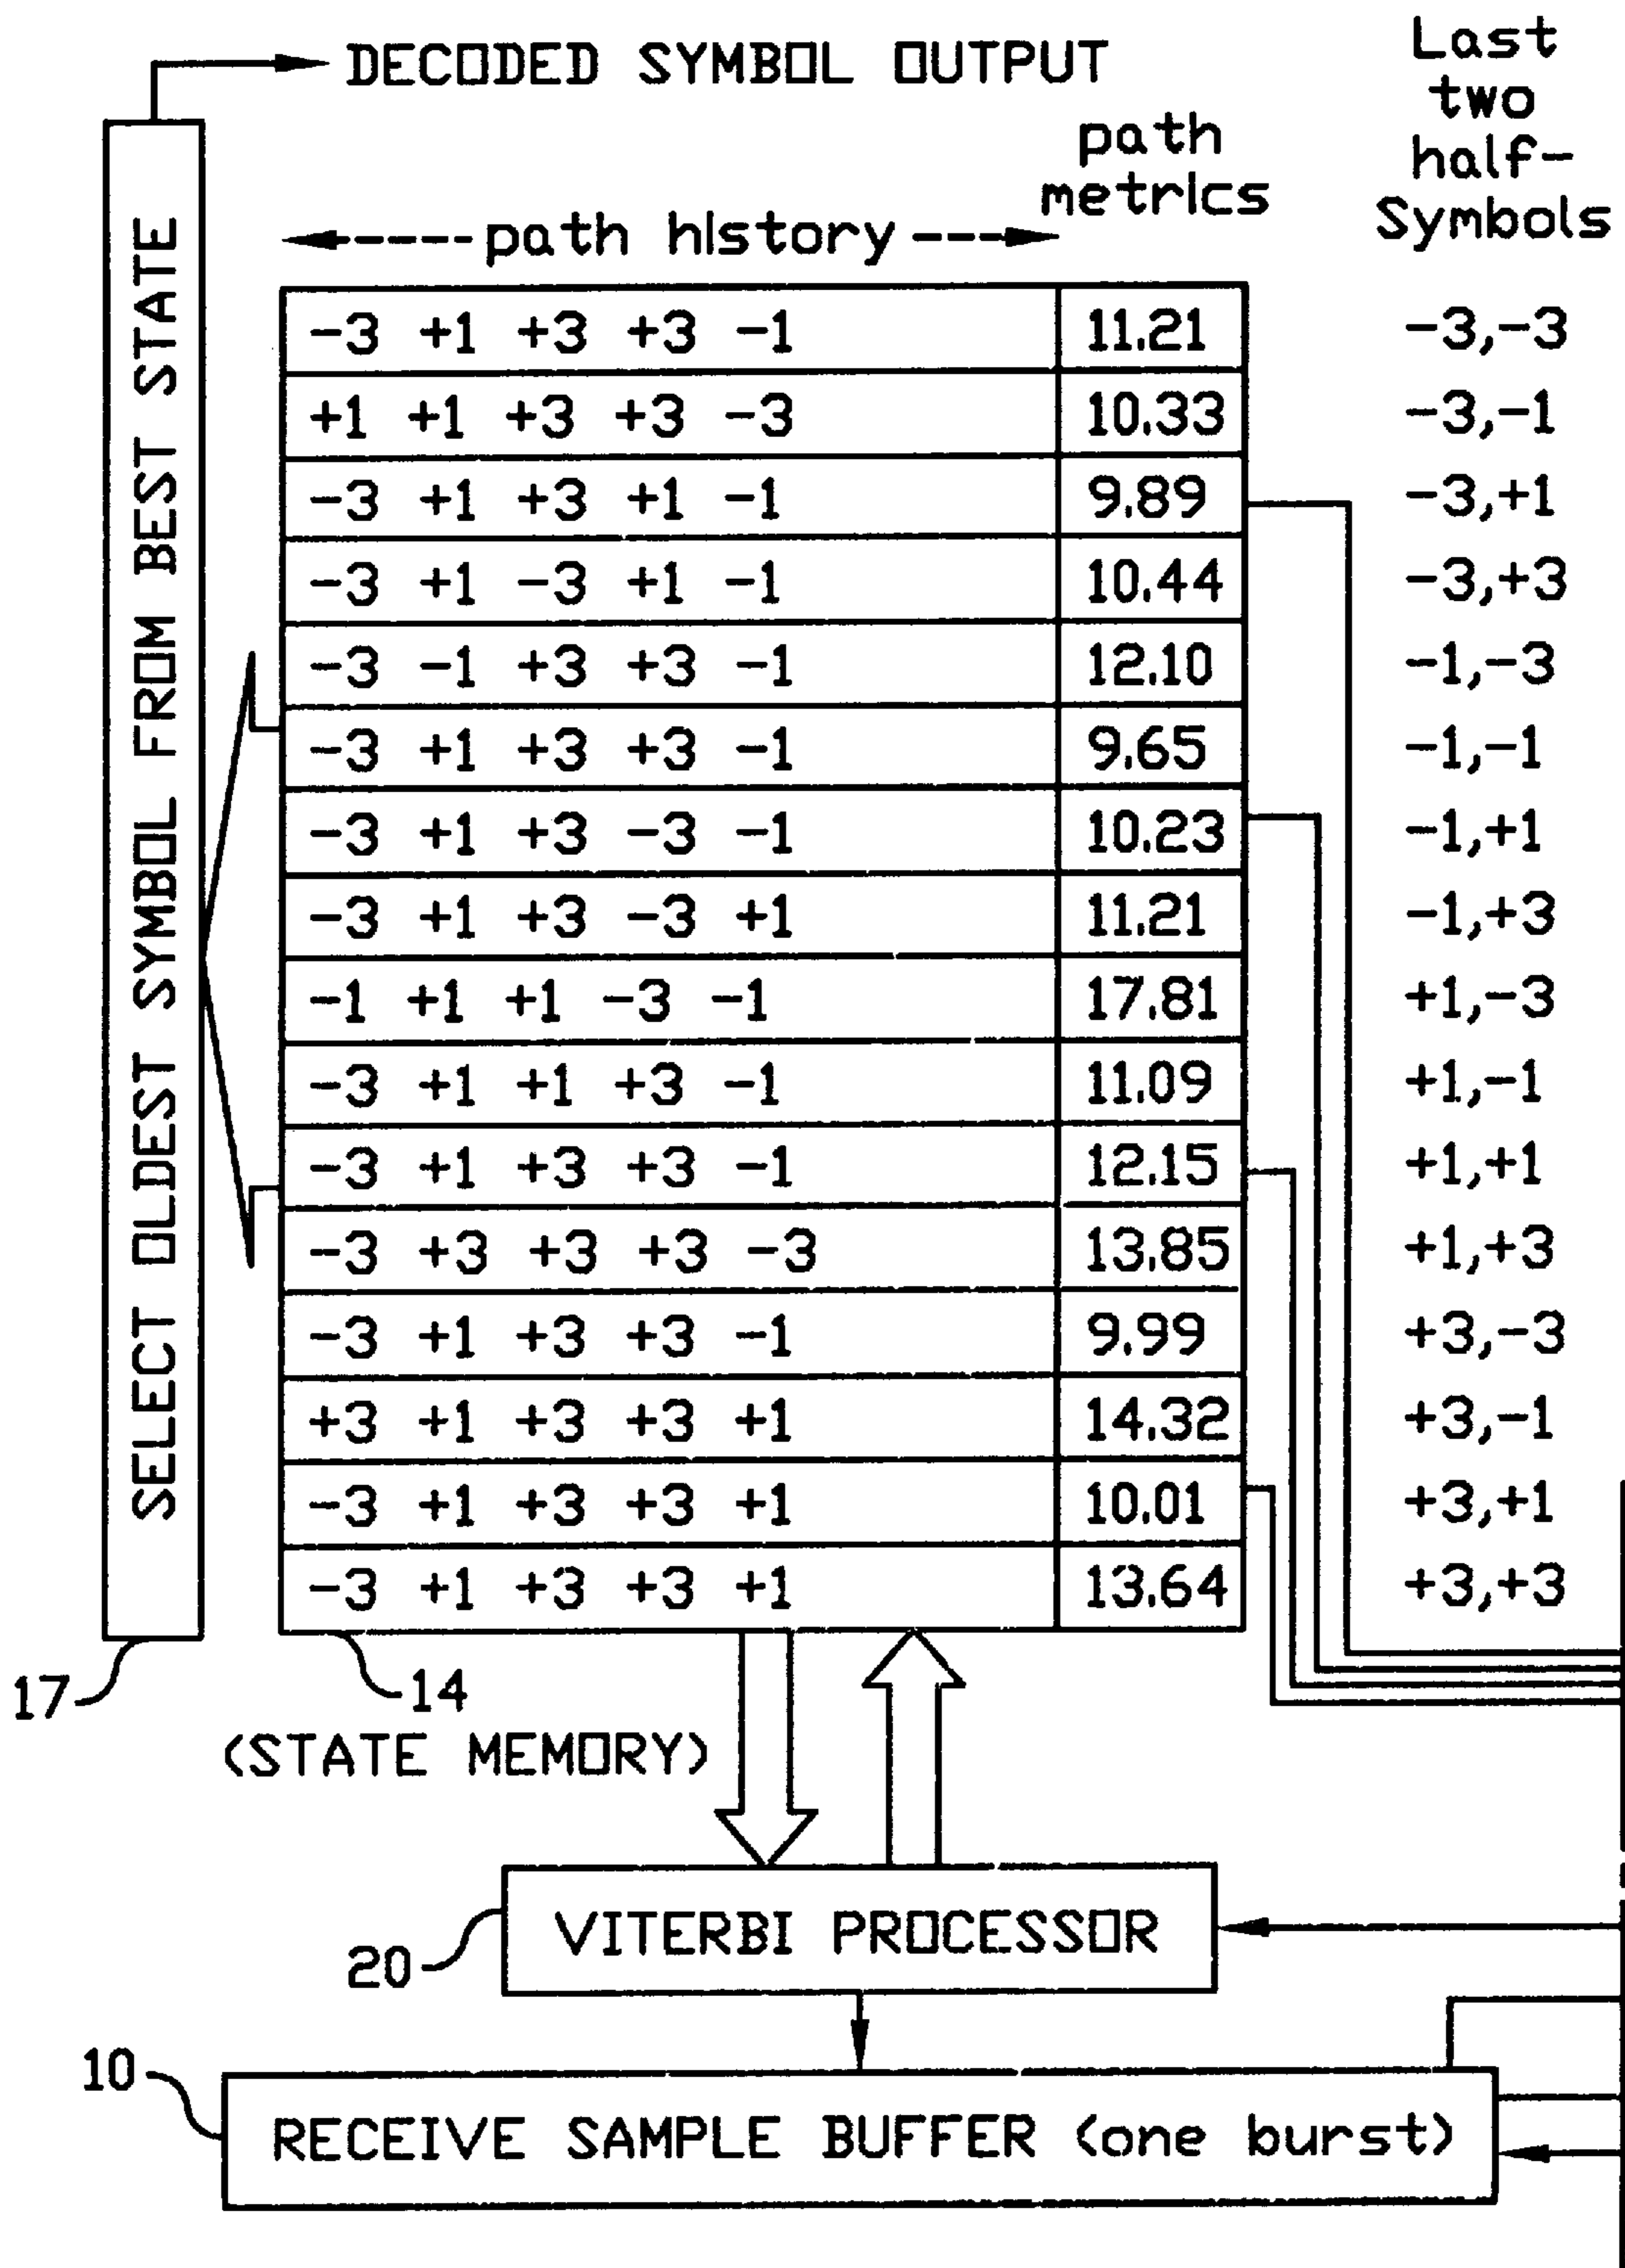 DECODED SYMBOL OUTPUT
Last
two
half-
Symbols
path
metrics
path history
SELECT OLDEST SYMBOL FROM BEST STATE
-3 +1 +3 +3 -1 11.21 -3,-3
+1 +1 +3 +3 -3 10.33 -3,-1
-3 +1 +3 +1 -1 9.89 -3,+1
-3 +1 -3 +1 -1 10.44 -3,+3
-3 -1 +3 +3 -1 12.10 -1,-3
-3 +1 +3 +3 -1 9.65 -1,-1
-3 +1 +3 -3 -1 10.23 -1,+1
-3 +1 +3 -3 +1 11.21 -1,+3
-1 +1 +1 -3 -1 17.81 +1,-3
-3 +1 +1 +3 -1 11.09 +1,-1
-3 +1 +3 +3 -1 12.15 +1,+1
-3 +3 +3 +3 -3 13.85 +1,+3
-3 +1 +3 +3 -1 9.99 +3,-3
+3 +1 +3 +3 +1 14.32 +3,-1
-3 +1 +3 +3 +1 10.01 +3,+1
-3 +1 +3 +3 +1 13.64 +3,+3
17
14
(STATE MEMORY)
VITERBI PROCESSOR
20
10
RECEIVE SAMPLE BUFFER (one burst)